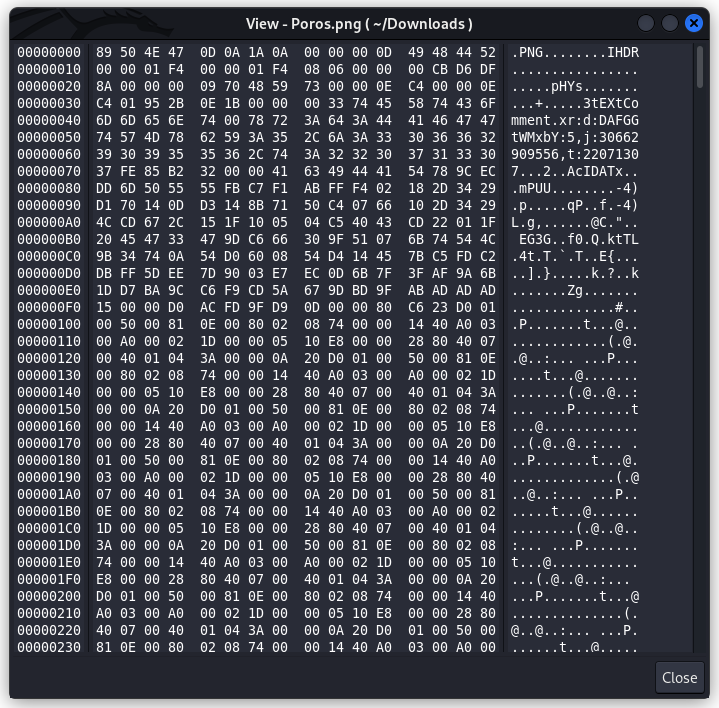 View - Poros.png ( ~/Downloads )
00000000 89 50 4E 47 0D 0A 1A 0A 00 00 00 0D 49 48 44 52 .PNG........IHDR
00000010 00 00 01 F4 00 00 01 F4 08 06 00 00 00 CB D6 DF ................
00000020 8A 00 00 00 09 70 48 59 73 00 00 0E C4 00 00 0E .....pHYs.......
00000030 C4 01 95 2B 0E 1B 00 00 00 33 74 45 58 74 43 6F ...+.....3tEXtCo
00000040 6D 6D 65 6E 74 00 78 72 3A 64 3A 44 41 46 47 47 mment.xr:d:DAFGG
00000050 74 57 4D 78 62 59 3A 35 2C 6A 3A 33 30 36 36 32 tWMxbY:5,j:30662
00000060 39 30 39 35 35 36 2C 74 3A 32 32 30 37 31 33 30 909556,t:2207130
00000070 37 FE 85 B2 32 00 00 41 63 49 44 41 54 78 9C EC 7...2..AcIDATx..
00000080 DD 6D 50 55 55 FB C7 F1 AB FF F4 02 18 2D 34 29 .mPUU........-4)
00000090 D1 70 14 0D D3 14 8B 71 50 C4 07 66 10 2D 34 29 .p.....qP..f.-4)
000000A0 4C CD 67 2C 15 1F 10 05 04 C5 40 43 CD 22 01 1F L.g,......@C."..
000000B0 20 45 47 33 47 9D C6 66 30 9F 51 07 6B 74 54 4C EG3G..f0.Q.ktTL
000000C0 9B 34 74 0A 54 D0 60 08 54 D4 14 45 7B C5 FD C2 .4t.T.`.T..E{...
000000D0 DB FF 5D EE 7D 90 03 E7 EC 0D 6B 7F 3F AF 9A 6B ..].}.....k.?..k
000000E0 1D D7 BA 9C C6 F9 CD 5A 67 9D BD 9F AB AD AD AD .......Zg.......
000000F0 15 00 00 D0 AC FD 9F D9 0D 00 00 80 C6 23 D0 01 .............#..
00000100 00 50 00 81 0E 00 80 02 08 74 00 00 14 40 A0 03 .P.......t...@..
00000110 00 A0 00 02 1D 00 00 05 10 E8 00 00 28 80 40 07 ............(.@.
00000120 00 40 01 04 3A 00 00 0A 20 D0 01 00 50 00 81 0E .@..:... ...P...
00000130 00 80 02 08 74 00 00 14 40 A0 03 00 A0 00 02 1D ....t...@.......
00000140 00 00 05 10 E8 00 00 28 80 40 07 00 40 01 04 3A .......(.@..@..:
00000150 00 00 0A 20 D0 01 00 50 00 81 0E 00 80 02 08 74 ... ...P.......t
00000160 00 00 14 40 A0 03 00 A0 00 02 1D 00 00 05 10 E8 ...@............
00000170 00 00 28 80 40 07 00 40 01 04 3A 00 00 0A 20 D0 ..(.@..@..:... .
00000180 01 00 50 00 81 0E 00 80 02 08 74 00 00 14 40 A0 ..P.......t...@.
00000190 03 00 A0 00 02 1D 00 00 05 10 E8 00 00 28 80 40 .............(.@
000001A0 07 00 40 01 04 3A 00 00 0A 20 D0 01 00 50 00 81 ..@..:... ...P..
000001B0 0E 00 80 02 08 74 00 00 14 40 A0 03 00 A0 00 02 .....t...@......
000001C0 1D 00 00 05 10 E8 00 00 28 80 40 07 00 40 01 04 ........(.@..@..
000001D0 3A 00 00 0A 20 D0 01 00 50 00 81 0E 00 80 02 08 :... ...P.......
000001E0 74 00 00 14 40 A0 03 00 A0 00 02 1D 00 00 05 10 t...@...........
000001F0 E8 00 00 28 80 40 07 00 40 01 04 3A 00 00 0A 20 ...(.@..@..:...
00000200 D0 01 00 50 00 81 0E 00 80 02 08 74 00 00 14 40 ...P.......t...@
00000210 A0 03 00 A0 00 02 1D 00 00 05 10 E8 00 00 28 80 ..............(.
00000220 40 07 00 40 01 04 3A 00 00 0A 20 D0 01 00 50 00 @..@..:... ...P.
00000230 81 0E 00 80 02 08 74 00 00 14 40 A0 03 00 A0 00 ......t...@.....
Close